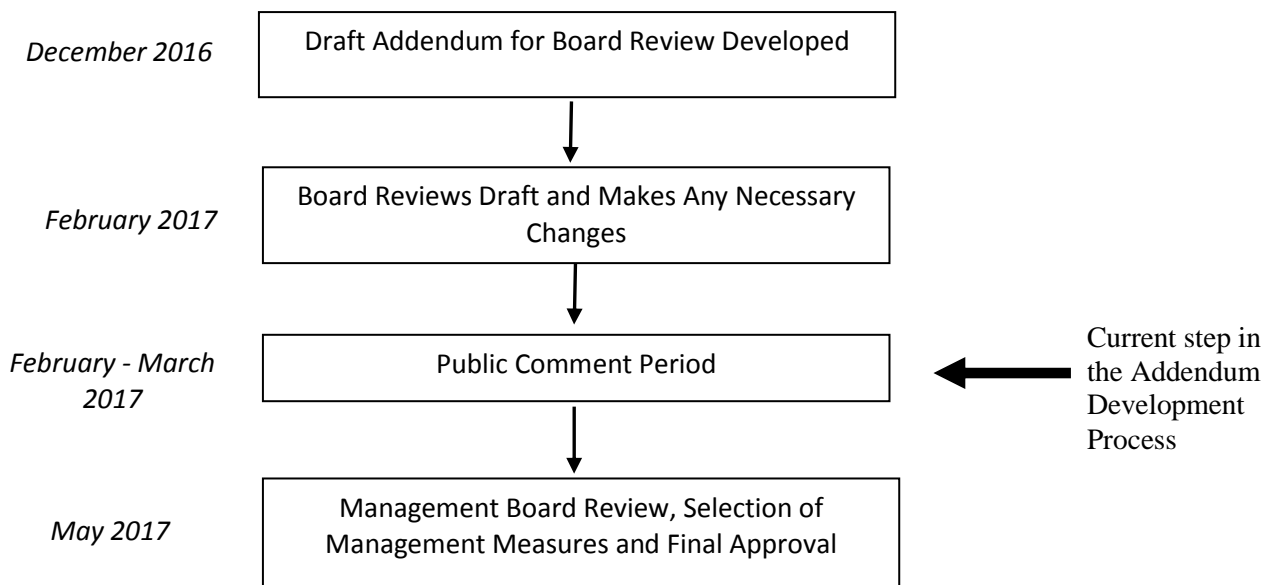 December 2016
Draft Addendum for Board Review Developed
February 2017
Board Reviews Draft and Makes Any Necessary
Changes
February - March
2017
Public Comment Period
Current step in
the Addendum
Development
Process
May 2017
Management Board Review, Selection of
Management Measures and Final Approval